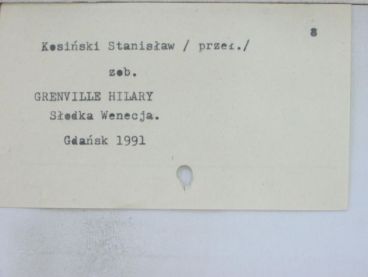 8
Kosiński Stanisław / przeł./
zob.
GRENVILLE HILARY
Słodka Wenecja.
Gdańsk 1991